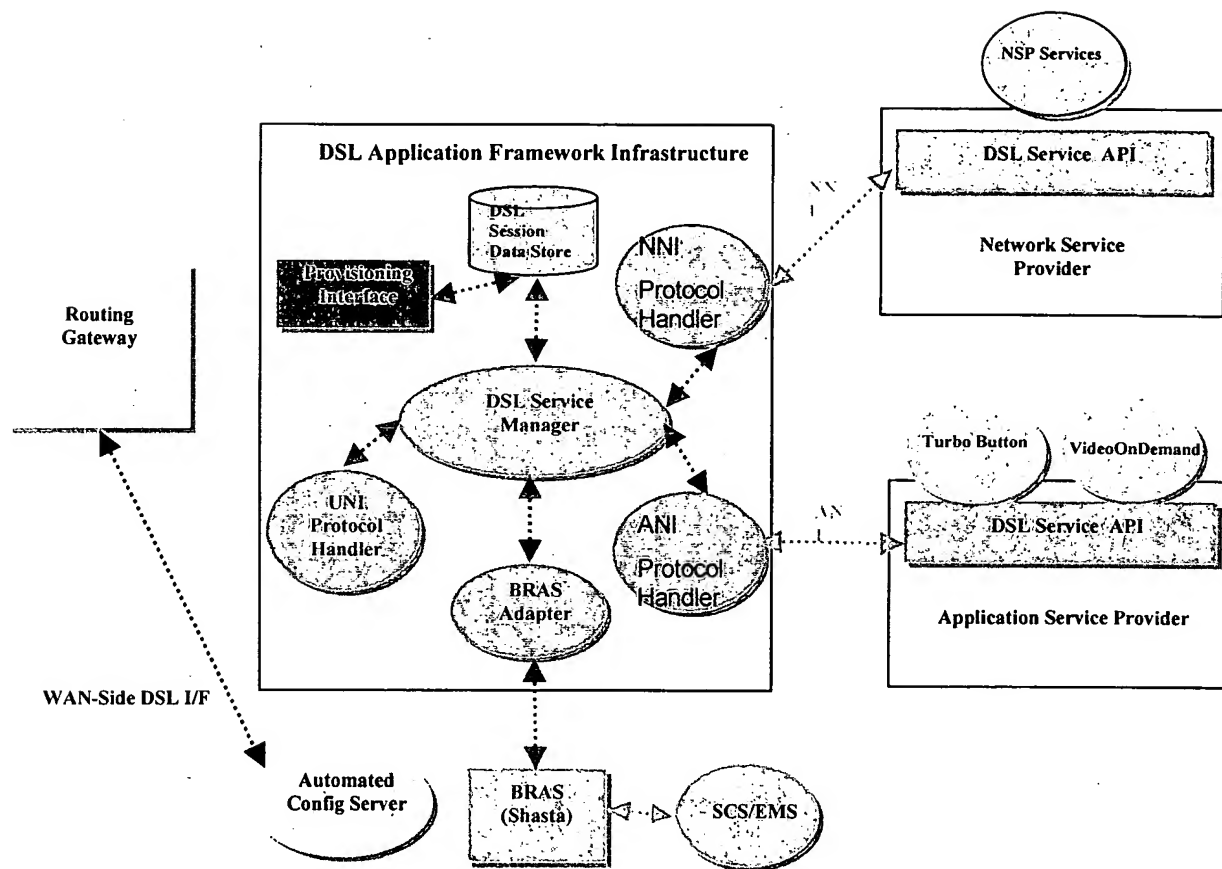 NSP Services
DSL Application Framework Infrastructure
DSL Service API
Network Service
Provider
DSL
Session
Data Store
Provisioning
Interface
NNI
Protocol
Handler
NN
I
Routing
Gateway
DSL Service
Manager
UNI
Protocol
Handler
ANI
Protocol
Handler
AN
I
Turbo Button
VideoOnDemand
DSL Service API
Application Service Provider
BRAS
Adapter
WAN-Side DSL I/F
Automated
Config Server
BRAS
(Shasta)
SCS/EMS